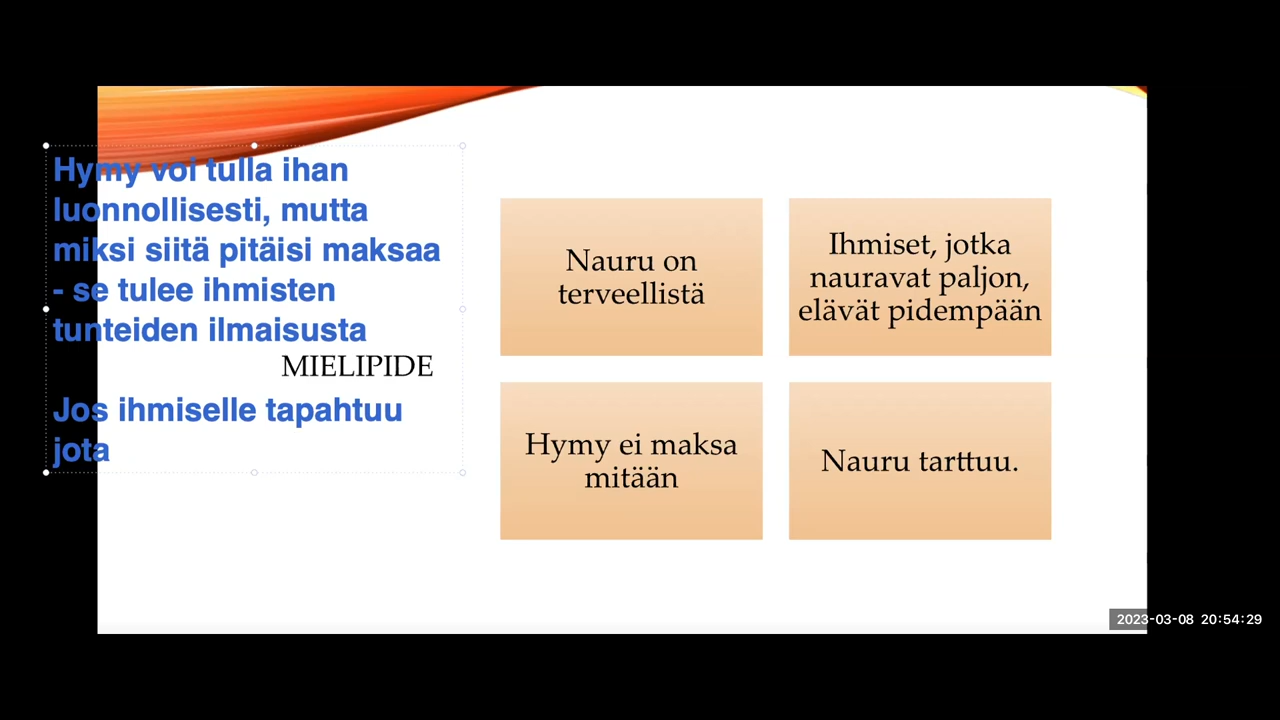 Hymy voi tulla ihan
luonnollisesti, mutta
miksi siitä pitäisi maksaa
- se tulee ihmisten
tunteiden ilmaisusta
MIELIPIDE
Jos ihmiselle tapahtuu
jota
Nauru on
terveellistä
Ihmiset, jotka
nauravat paljon,
elävät pidempään
Hymy ei maksa
mitään
Nauru tarttuu.
2023-03-08 20:54:29